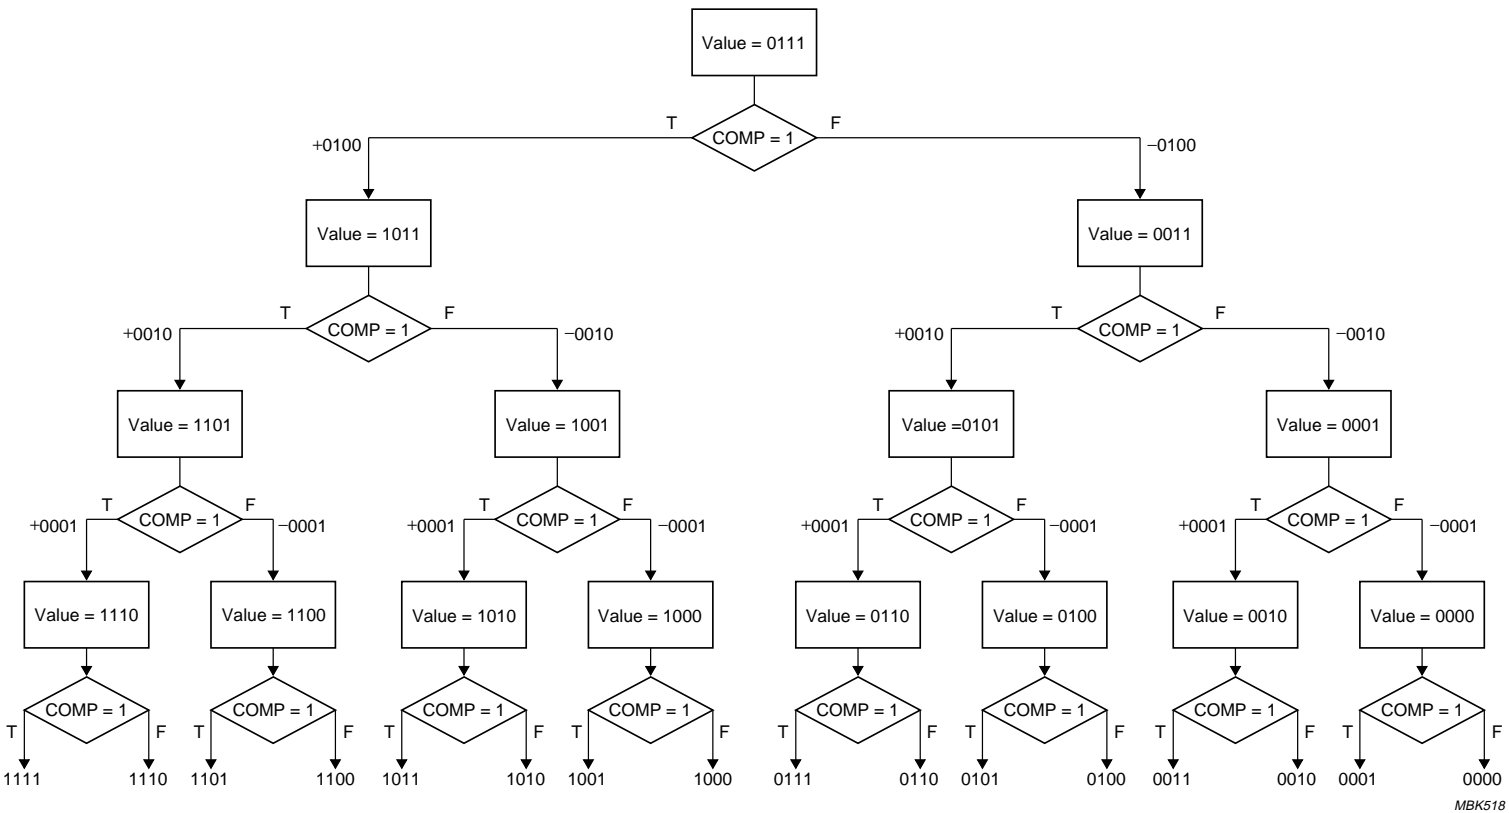 Value = 0111
T F
COMP = 1
+0100 −0100
Value = 1011 Value = 0011
T F T F
COMP = 1 COMP = 1
+0010 −0010 +0010 −0010
Value = 1101 Value = 1001 Value =0101 Value = 0001
T F T F T F T F
COMP = 1 COMP = 1 COMP = 1 COMP = 1
+0001 −0001 +0001 −0001 +0001 −0001 +0001 −0001
Value = 1110 Value = 1100 Value = 1010 Value = 1000 Value = 0110 Value = 0100 Value = 0010 Value = 0000
COMP = 1 COMP = 1 COMP = 1 COMP = 1 COMP = 1 COMP = 1 COMP = 1 COMP = 1
T F T F T F T F T F T F T F T F
1111 1110 1101 1100 1011 1010 1001 1000 0111 0110 0101 0100 0011 0010 0001 0000
MBK518